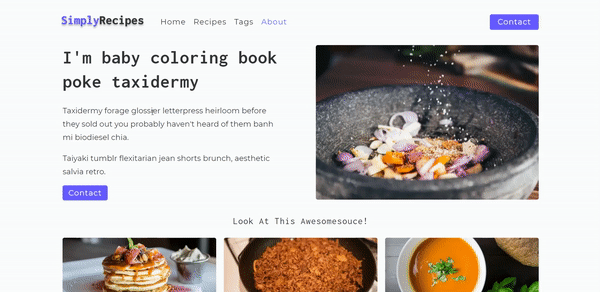 SimplyRecipes Home Recipes Tags About Contact
I'm baby coloring book
poke taxidermy
Taxidermy forage glossier letterpress heirloom before
they sold out you probably haven't heard of them banh
mi biodiesel chia.
Taiyaki tumblr flexitarian jean shorts brunch, aesthetic
salvia retro.
Contact
Look At This Awesomesouce!